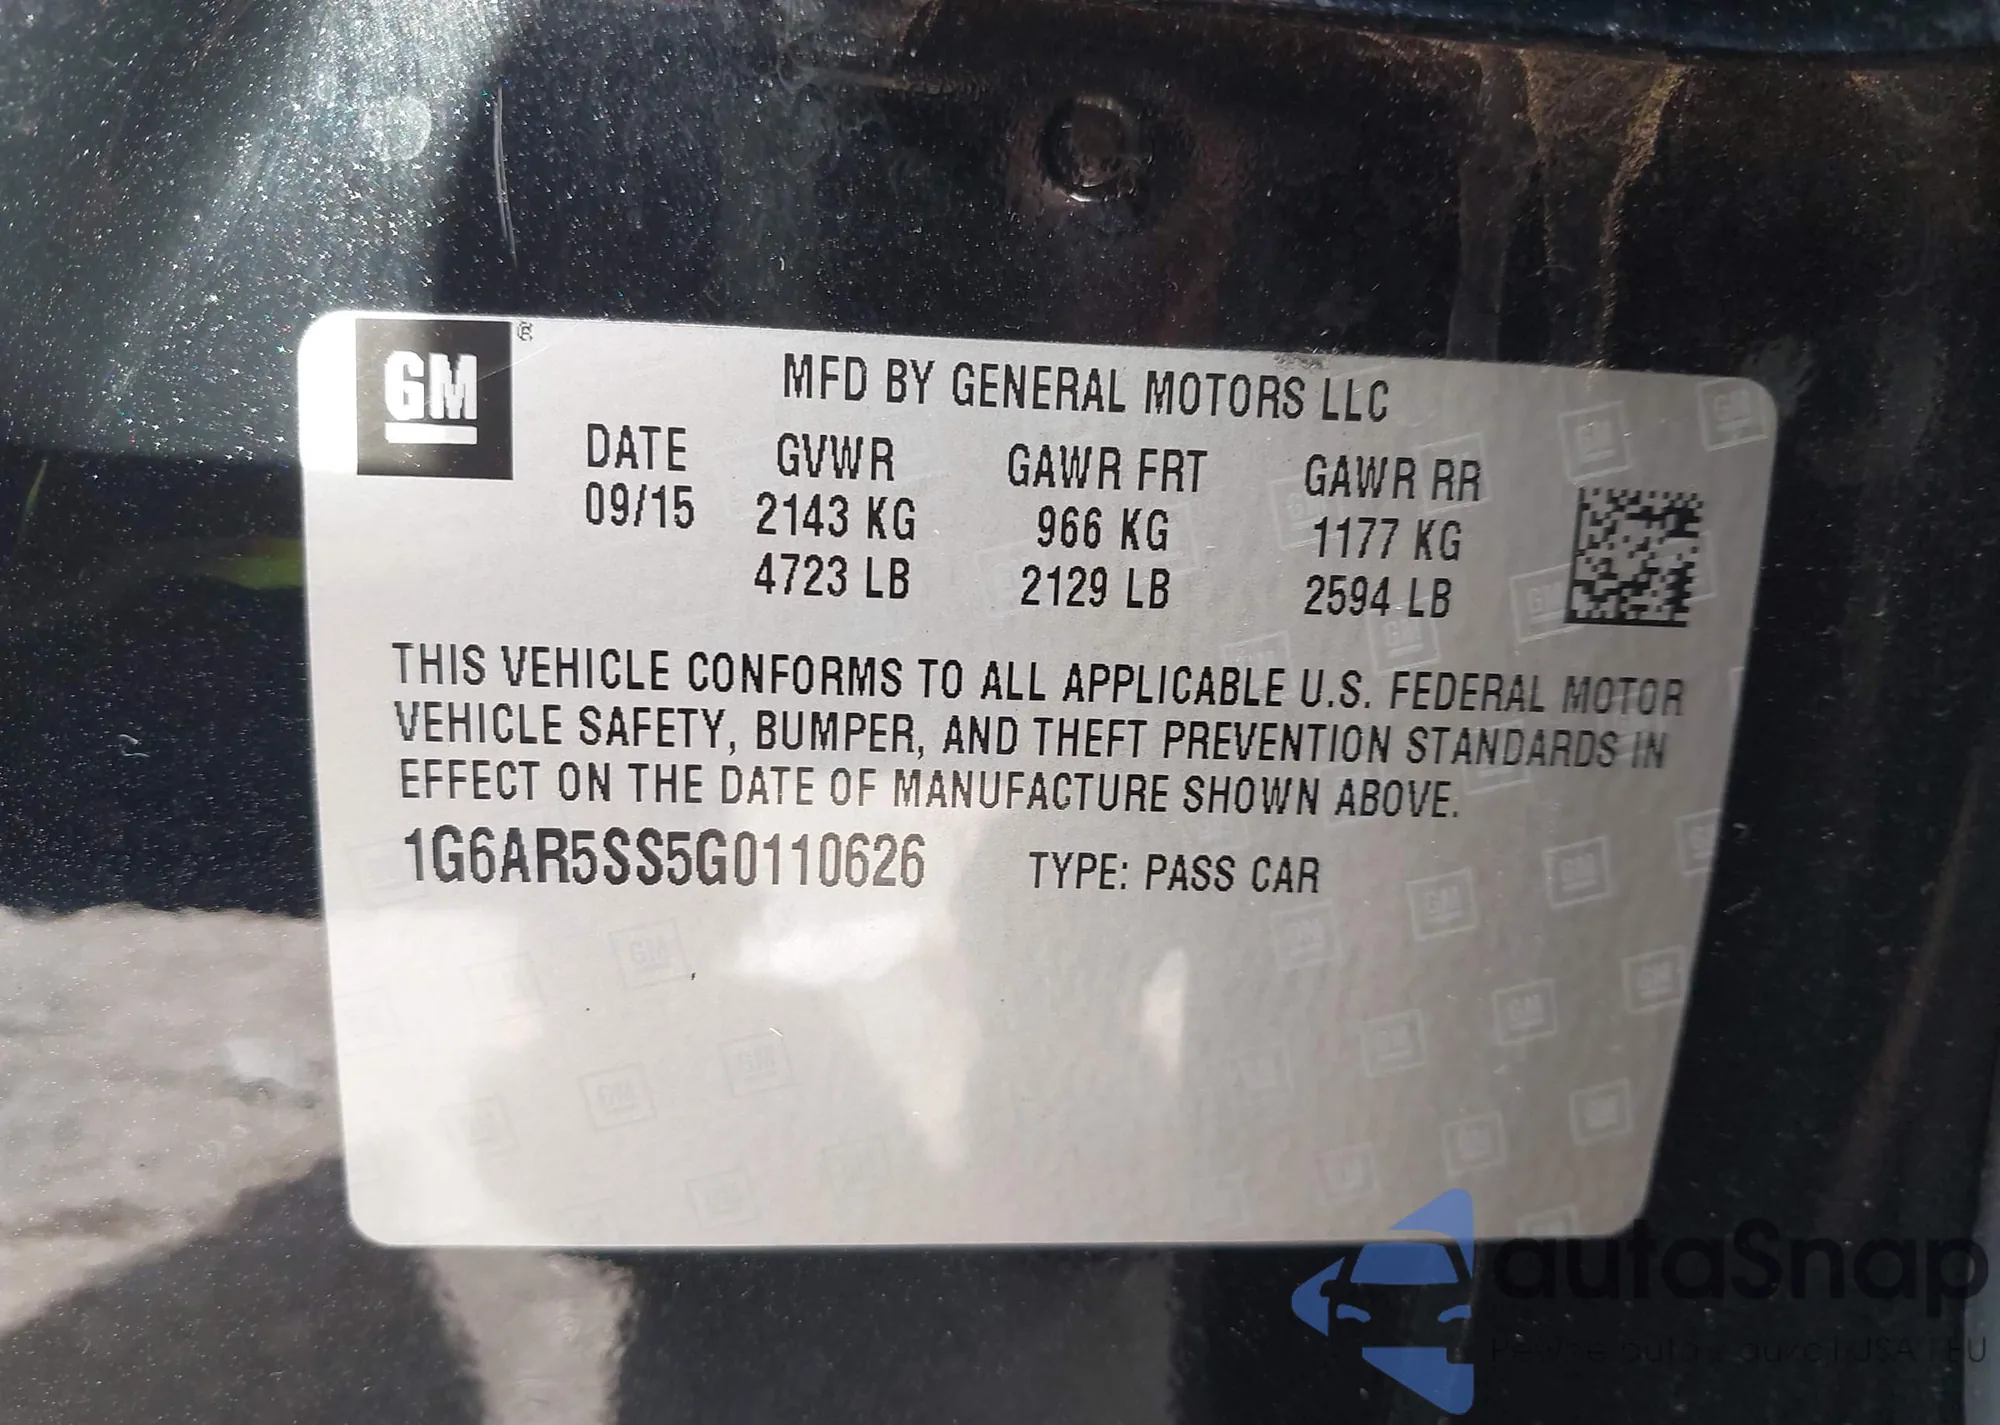 GM ®
MFD BY GENERAL MOTORS LLC
DATE GVWR GAWR FRT GAWR RR
09/15 2143 KG 966 KG 1177 KG
4723 LB 2129 LB 2594 LB
THIS VEHICLE CONFORMS TO ALL APPLICABLE U.S. FEDERAL MOTOR
VEHICLE SAFETY, BUMPER, AND THEFT PREVENTION STANDARDS IN
EFFECT ON THE DATE OF MANUFACTURE SHOWN ABOVE.
1G6AR5SS5G0110626 TYPE: PASS CAR
autaSnap